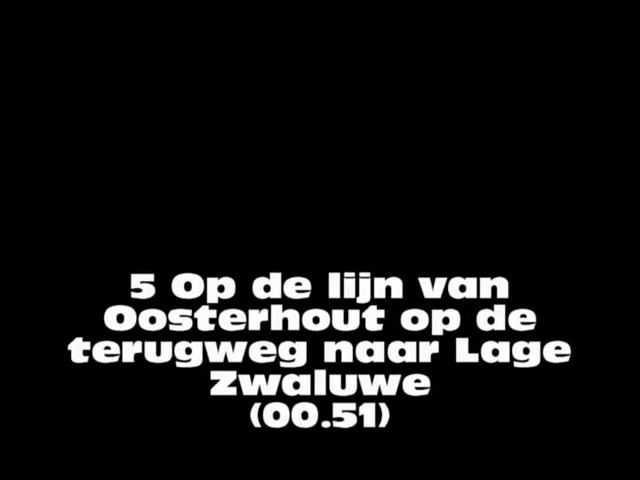 5 Op de lijn van
Oosterhout op de
terugweg naar Lage
Zwaluwe
(00.51)